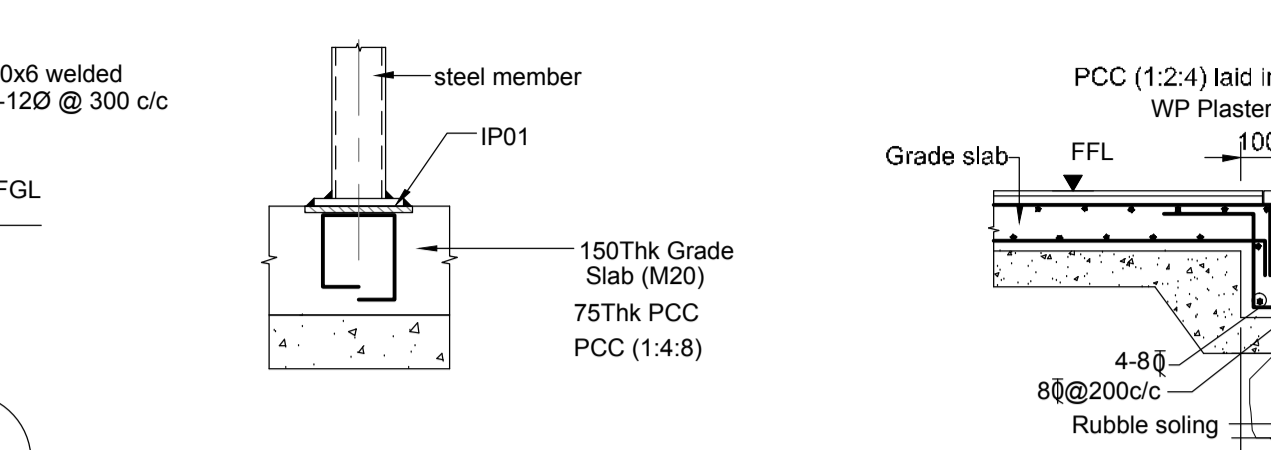 0x6 welded
-12Ø @ 300 c/c
FGL
steel member
IP01
150Thk Grade
Slab (M20)
75Thk PCC
PCC (1:4:8)
PCC (1:2:4) laid in
WP Plaster
100
Grade slab
FFL
4-8
8@200c/c
Rubble soling